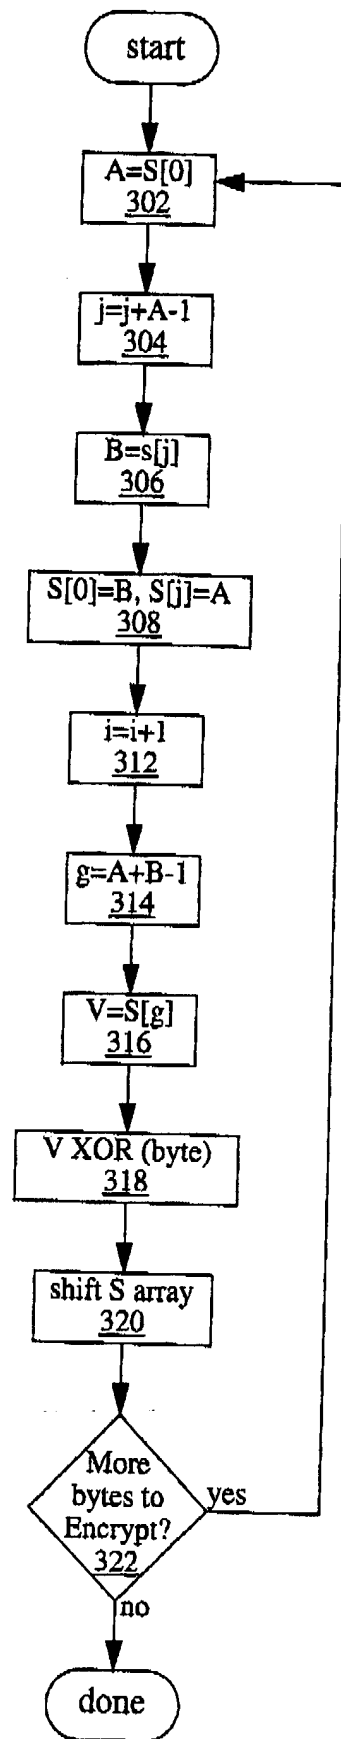 start
A=S[0]
302
j=j+A-1
304
B=s[j]
306
S[0]=B, S[j]=A
308
i=i+1
312
g=A+B-1
314
V=S[g]
316
V XOR (byte)
318
shift S array
320
More
bytes to
Encrypt?
322
yes
no
done